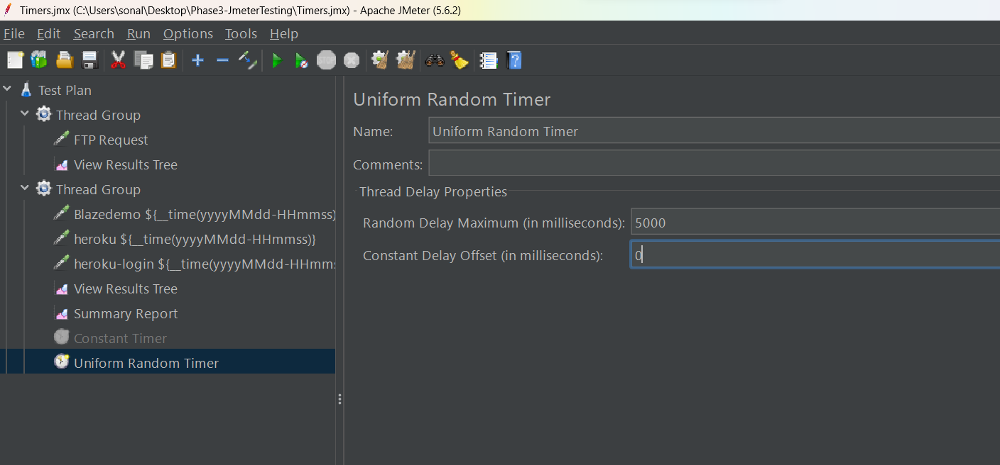 Timers.jmx (C:\Users\sonal\Desktop\Phase3-JmeterTesting\Timers.jmx) - Apache JMeter (5.6.2)
File Edit Search Run Options Tools Help
STOP
Test Plan
Thread Group
FTP Request
View Results Tree
Thread Group
Blazedemo ${__time(yyyyMMdd-HHmmss)
heroku ${__time(yyyyMMdd-HHmmss)}
heroku-login ${__time(yyyyMMdd-HHmms
View Results Tree
Summary Report
Constant Timer
Uniform Random Timer
Uniform Random Timer
Name: Uniform Random Timer
Comments:
Thread Delay Properties
Random Delay Maximum (in milliseconds): 5000
Constant Delay Offset (in milliseconds): 0